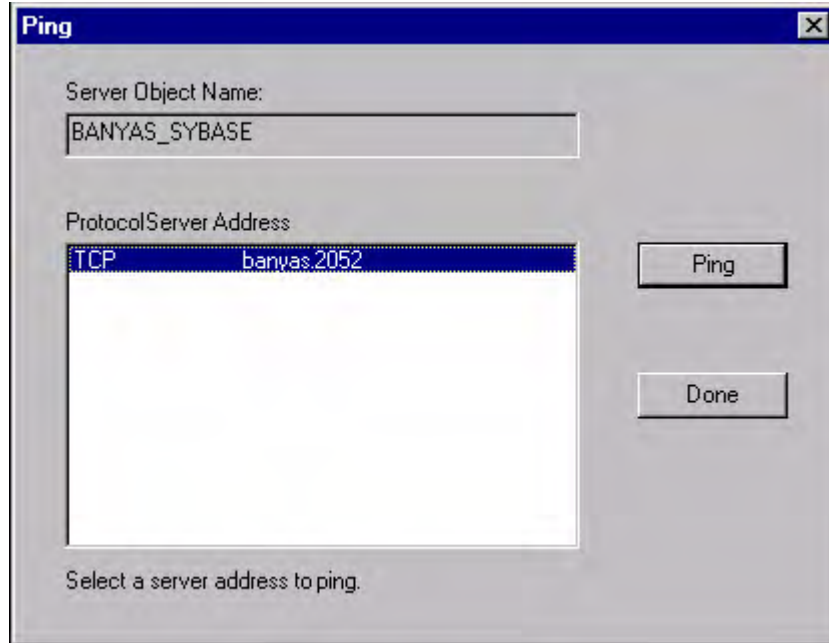 Ping
Server Object Name:
BANYAS_SYBASE
ProtocolServer Address
TCP banyas,2052
Ping
Done
Select a server address to ping.